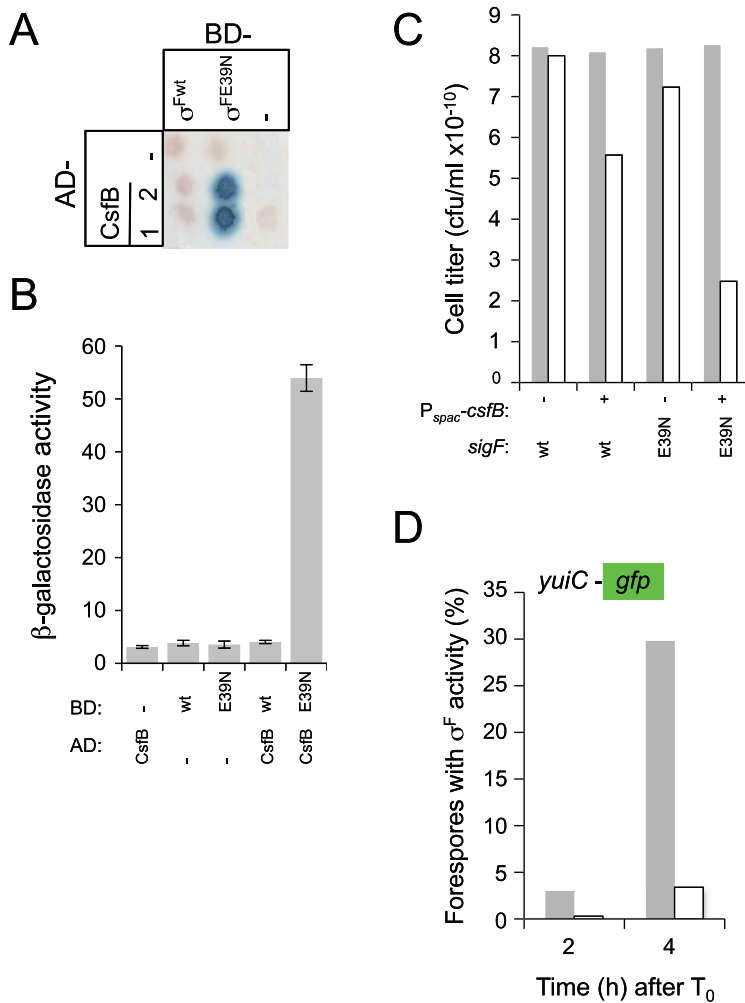 A
BD-
σFwt
σFE39N
-
AD-
CsfB
-
2
1
B
β-galactosidase activity
60
50
40
30
20
10
0
BD: - wt E39N wt E39N
AD: CsfB - - CsfB CsfB
C
Cell titer (cfu/ml x10-10)
9
8
7
6
5
4
3
2
1
0
Pspac-csfB: - + - +
sigF: wt wt E39N E39N
D
yuiC - gfp
Forespores with σF activity (%)
35
30
25
20
15
10
5
0
2 4
Time (h) after T0